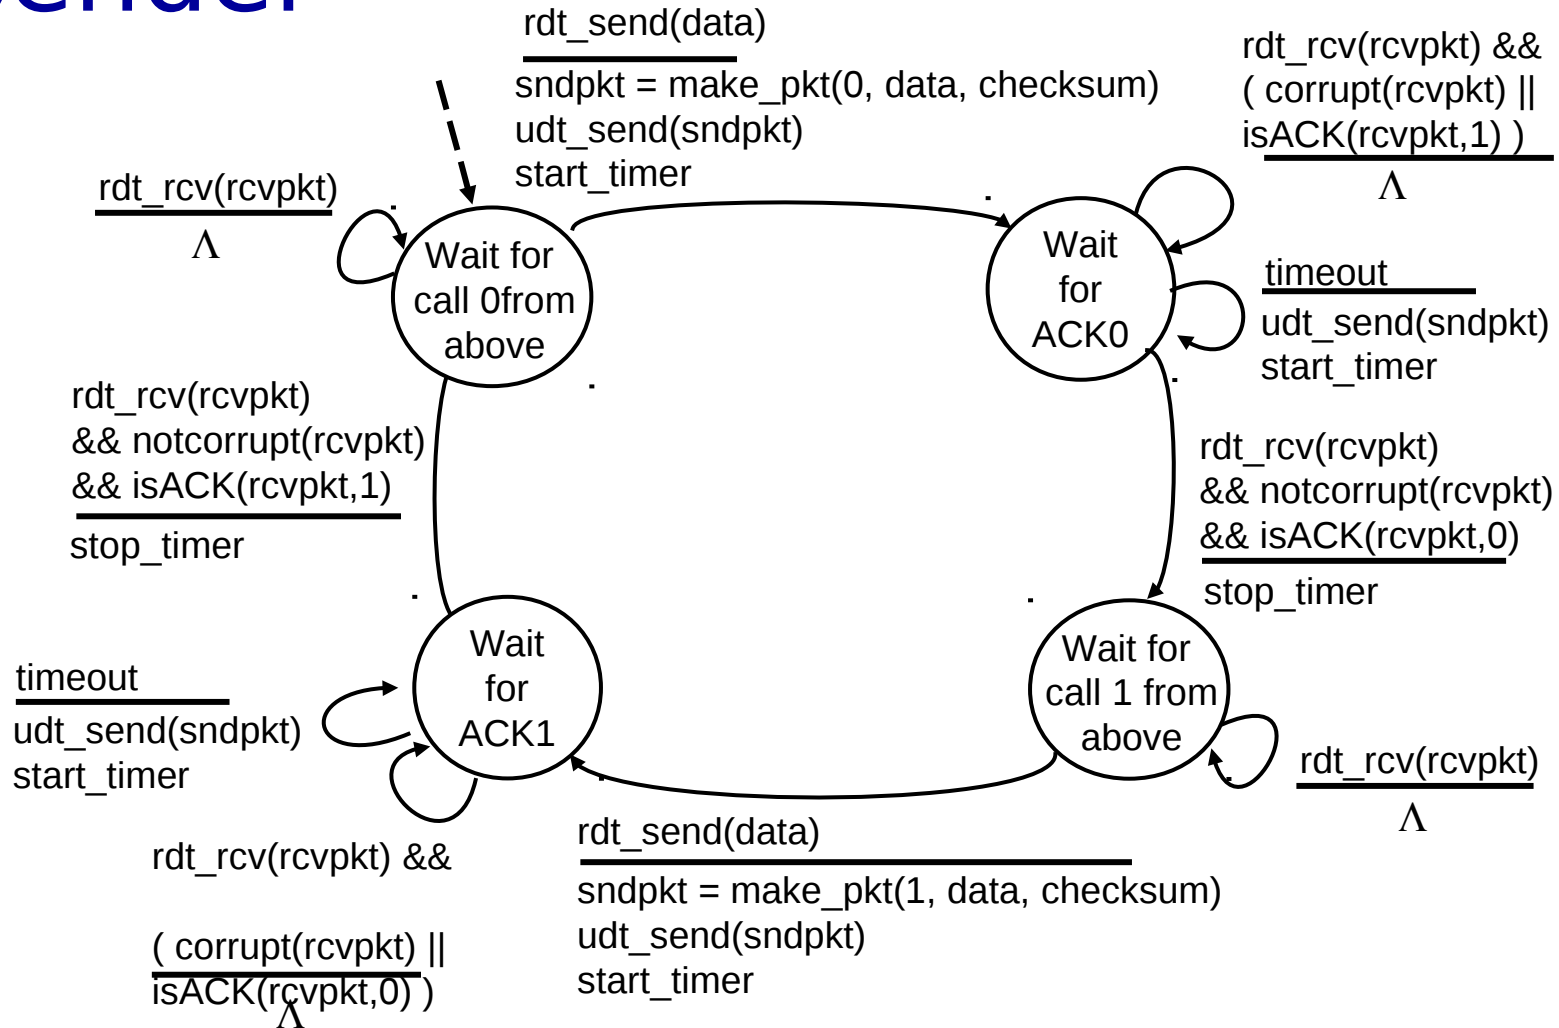 rdt_send(data)
sndpkt = make_pkt(0, data, checksum)
udt_send(sndpkt)
start_timer
rdt_rcv(rcvpkt) &&
( corrupt(rcvpkt) ||
isACK(rcvpkt,1) )
Λ
rdt_rcv(rcvpkt)
Λ
Wait for
call 0from
above
Wait
for
ACK0
timeout
udt_send(sndpkt)
start_timer
rdt_rcv(rcvpkt)
&& notcorrupt(rcvpkt)
&& isACK(rcvpkt,1)
stop_timer
rdt_rcv(rcvpkt)
&& notcorrupt(rcvpkt)
&& isACK(rcvpkt,0)
stop_timer
Wait
for
ACK1
Wait for
call 1 from
above
timeout
udt_send(sndpkt)
start_timer
rdt_rcv(rcvpkt)
Λ
rdt_rcv(rcvpkt) &&
( corrupt(rcvpkt) ||
isACK(rcvpkt,0) )
Λ
rdt_send(data)
sndpkt = make_pkt(1, data, checksum)
udt_send(sndpkt)
start_timer